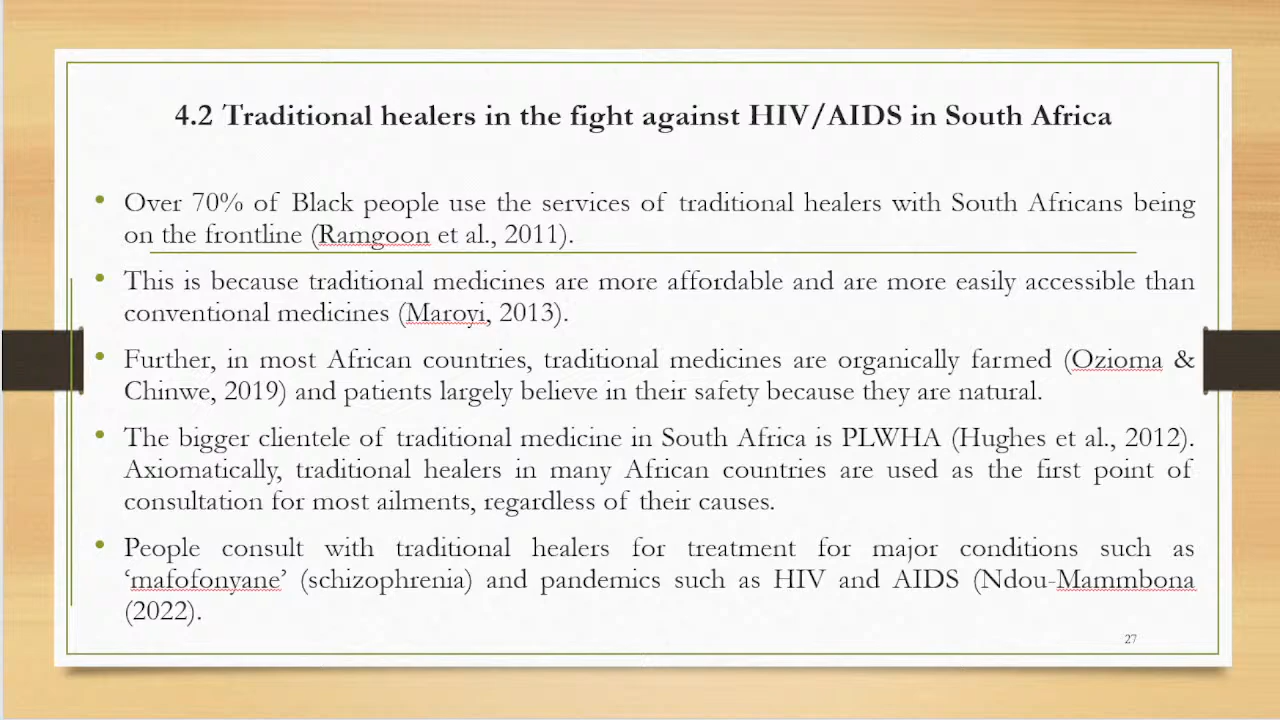 4.2 Traditional healers in the fight against HIV/AIDS in South Africa
• Over 70% of Black people use the services of traditional healers with South Africans being
on the frontline (Ramgoon et al., 2011).
• This is because traditional medicines are more affordable and are more easily accessible than
conventional medicines (Maroyi, 2013).
• Further, in most African countries, traditional medicines are organically farmed (Ozioma &
Chinwe, 2019) and patients largely believe in their safety because they are natural.
• The bigger clientele of traditional medicine in South Africa is PLWHA (Hughes et al., 2012).
Axiomatically, traditional healers in many African countries are used as the first point of
consultation for most ailments, regardless of their causes.
• People consult with traditional healers for treatment for major conditions such as
‘mafofonyane’ (schizophrenia) and pandemics such as HIV and AIDS (Ndou-Mammbona
(2022).
27